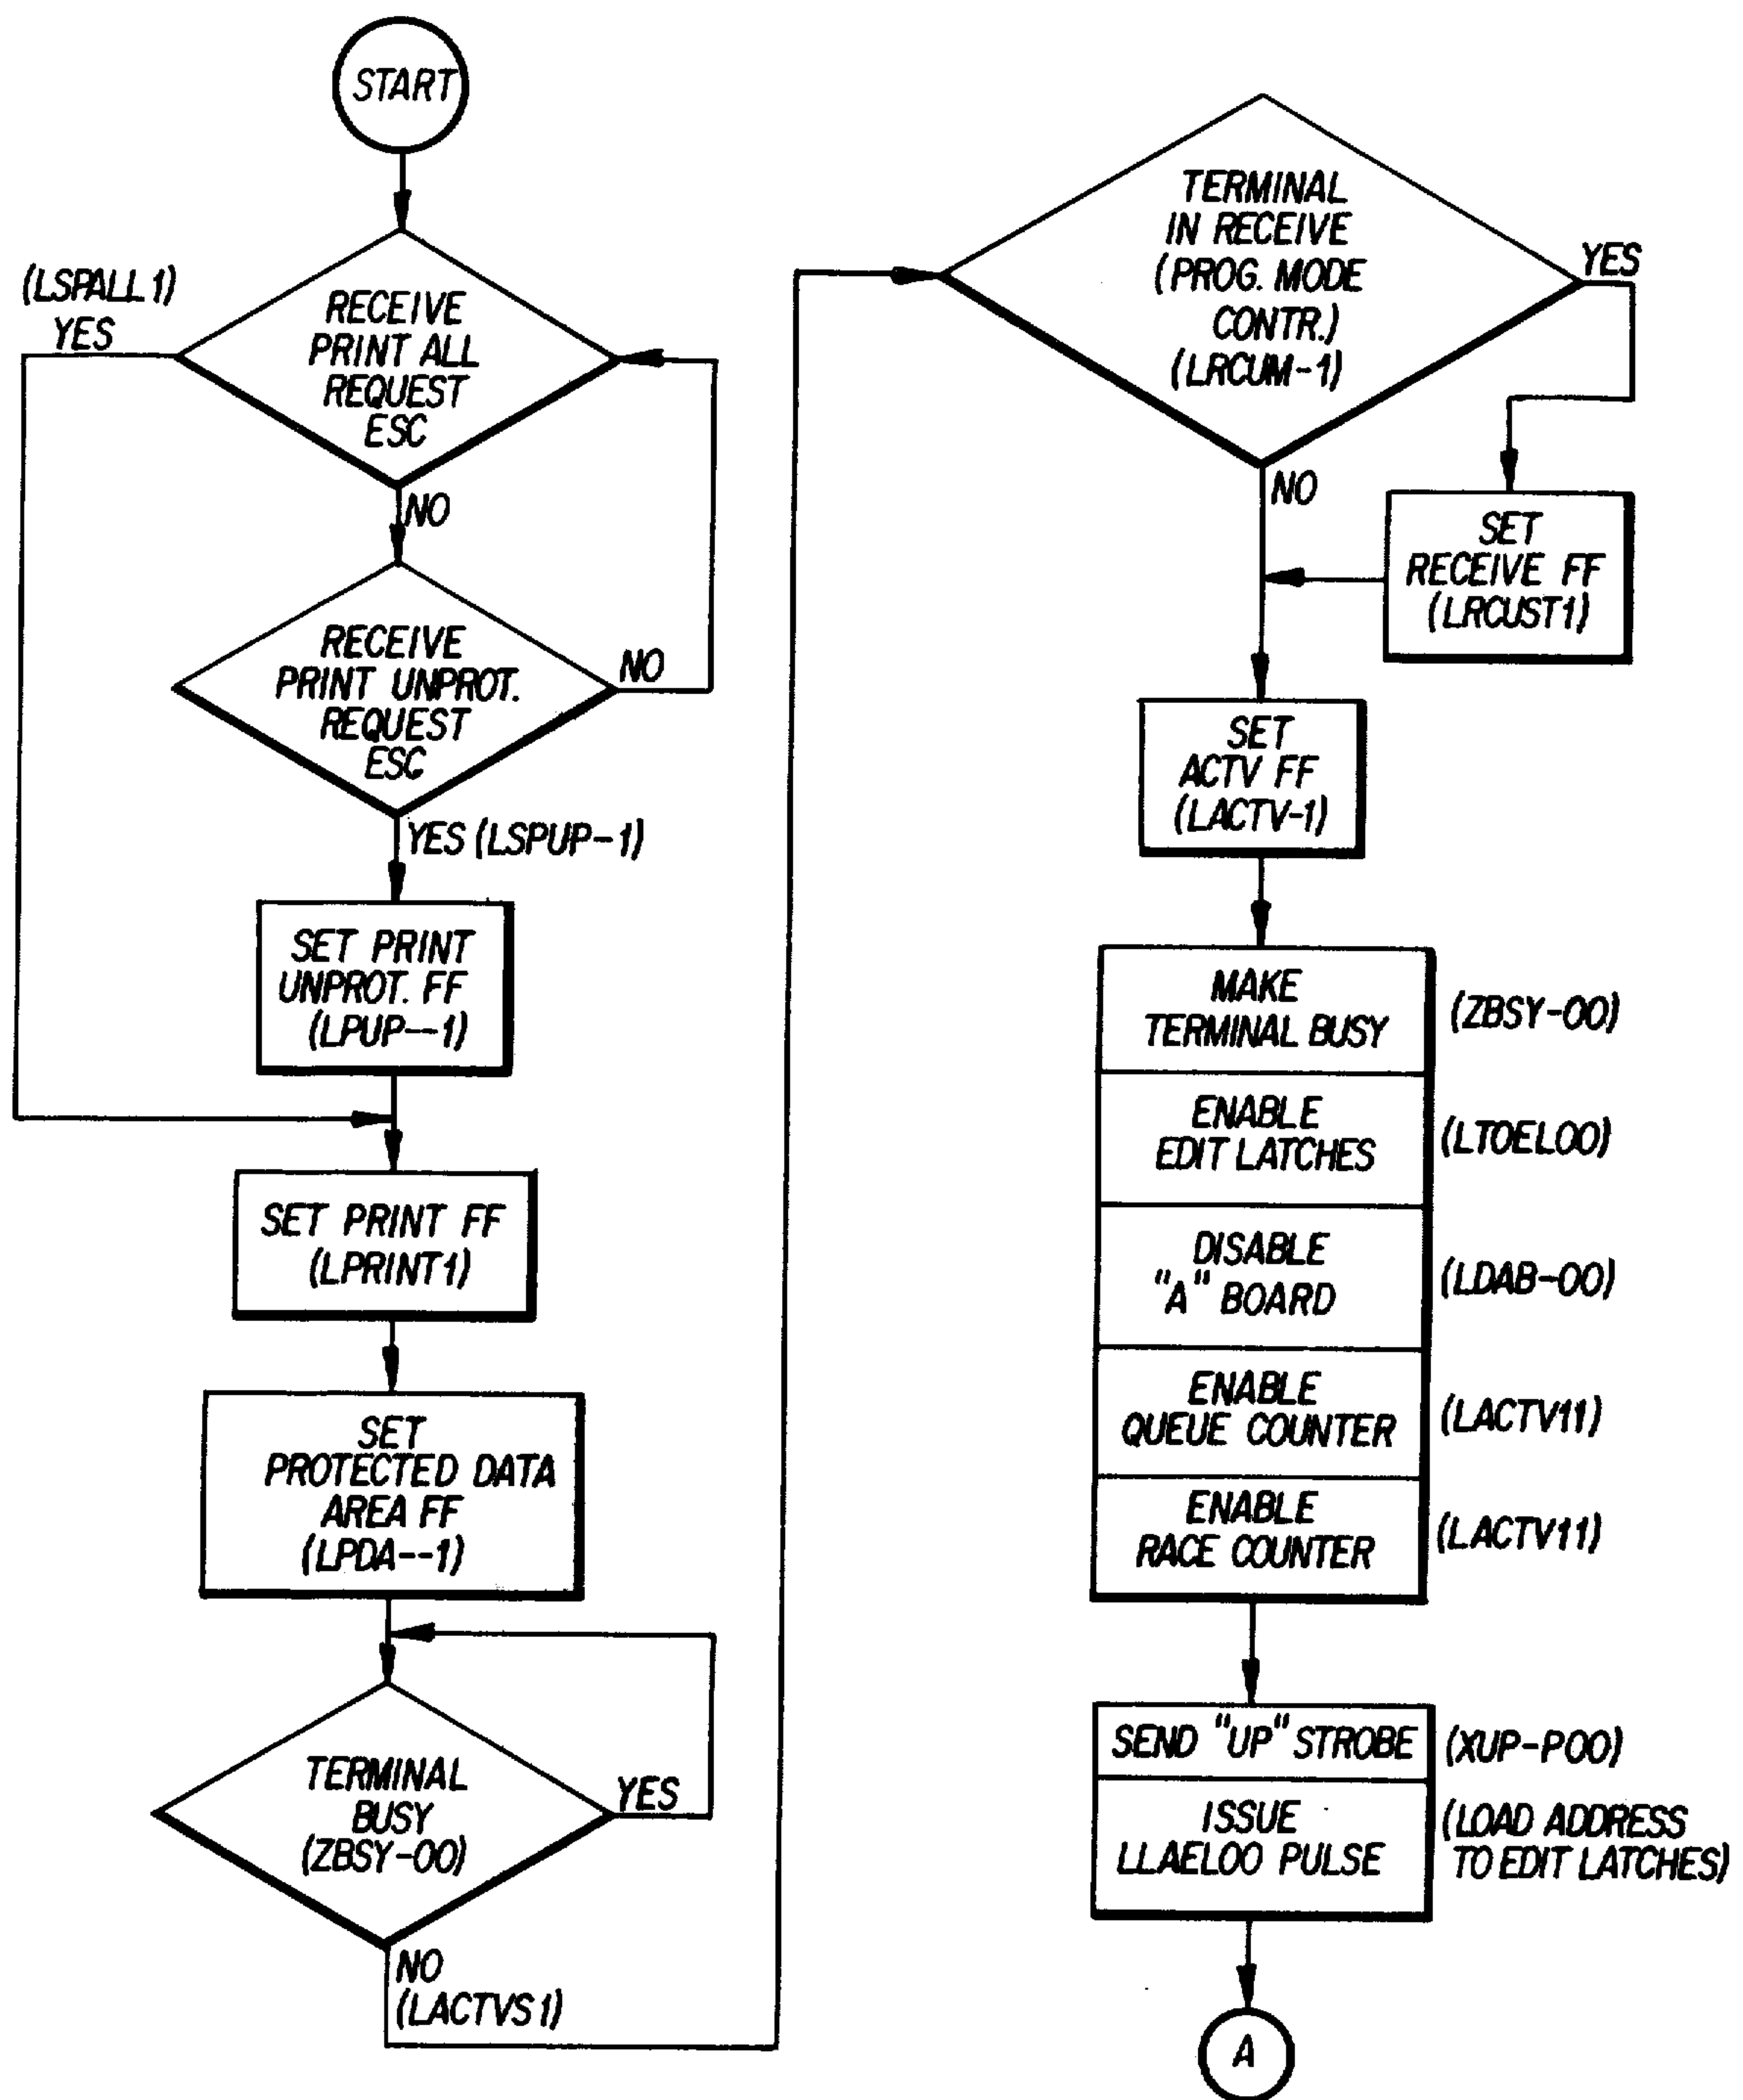 START
(LSPALL 1)
YES
RECEIVE
PRINT ALL
REQUEST
ESC
NO
RECEIVE
PRINT UNPROT.
REQUEST
ESC
NO
YES (LSPUP-1)
SET PRINT
UNPROT. FF
(LPUP--1)
SET PRINT FF
(LPRINT1)
SET
PROTECTED DATA
AREA FF
(LPDA--1)
TERMINAL
BUSY
(ZBSY-00)
YES
NO
(LACTVS1)
TERMINAL
IN RECEIVE
(PROG. MODE
CONTR.)
(LRCUM-1)
YES
NO
SET
RECEIVE FF
(LRCUST1)
SET
ACTV FF
(LACTV-1)
MAKE
TERMINAL BUSY
(ZBSY-00)
ENABLE
EDIT LATCHES
(LTOEL00)
DISABLE
"A" BOARD
(LDAB-00)
ENABLE
QUEUE COUNTER
(LACTV11)
ENABLE
RACE COUNTER
(LACTV11)
SEND "UP" STROBE
(XUP-P00)
ISSUE
LLAEL00 PULSE
(LOAD ADDRESS
TO EDIT LATCHES)
A